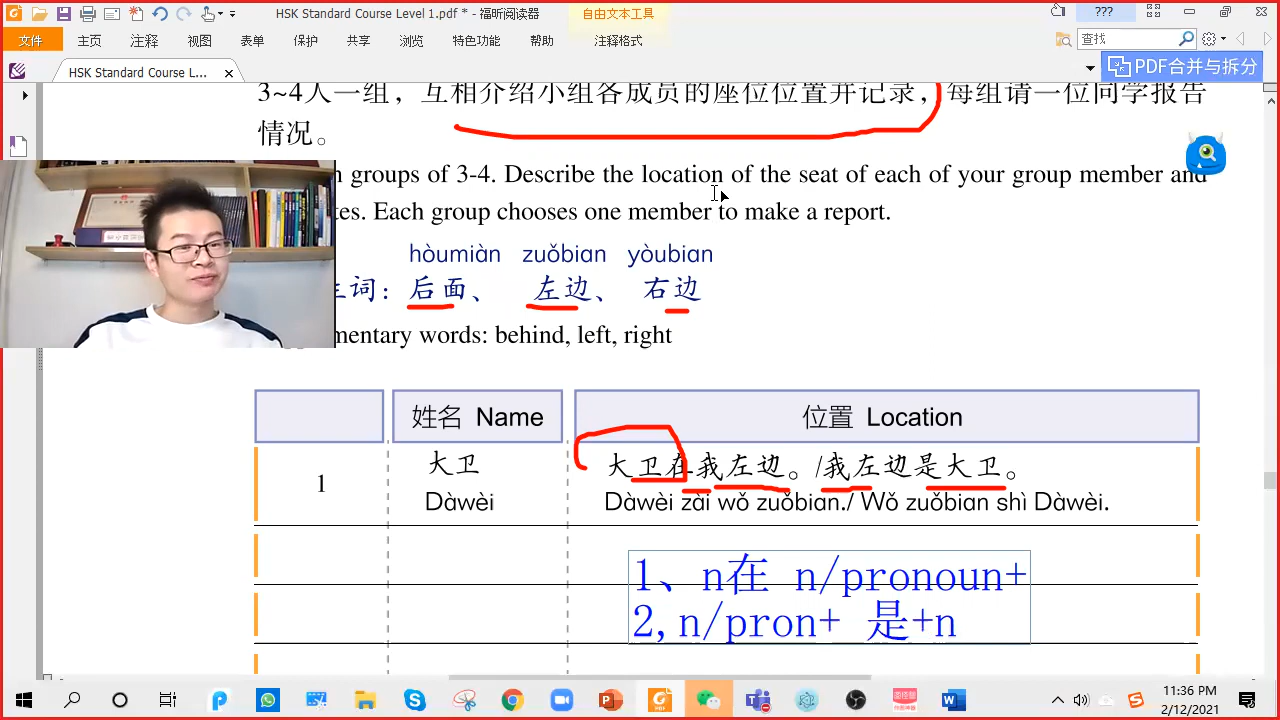 HSK Standard Course Level 1.pdf * - 福昕阅读器
自由文本工具
???
文件 主页 注释 视图 表单 保护 共享 浏览 特色功能 帮助 注释格式
查找
HSK Standard Course L...
PDF合并与拆分
3~4人一组，互相介绍小组各成员的座位位置并记录，每组请一位同学报告
情况。
groups of 3-4. Describe the location of the seat of each of your group member and
tes. Each group chooses one member to make a report.
hòumiàn zuǒbian yòubian
词：后面、 左边、 右边
mentary words: behind, left, right
姓名 Name 位置 Location
1 大卫 大卫在我左边。/我左边是大卫。
Dàwèi Dàwèi zài wǒ zuǒbian./ Wǒ zuǒbian shì Dàwèi.
1、n在 n/pronoun+
2,n/pron+ 是+n
11:36 PM
2/12/2021